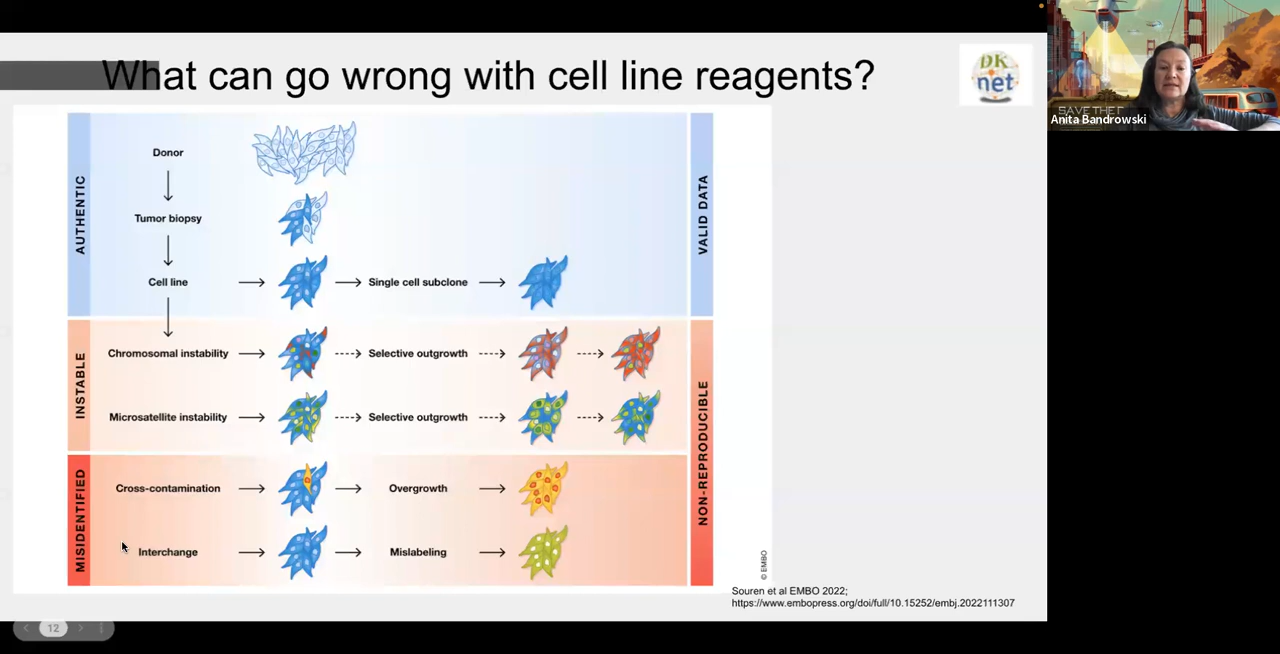 What can go wrong with cell line reagents?
DK
net
SAVE THE
Anita Bandrowski
AUTHENTIC
Donor
Tumor biopsy
Cell line
Single cell subclone
VALID DATA
INSTABLE
Chromosomal instability
Selective outgrowth
Microsatellite instability
Selective outgrowth
NON-REPRODUCIBLE
MISIDENTIFIED
Cross-contamination
Overgrowth
Interchange
Mislabeling
© EMBO
Souren et al EMBO 2022;
https://www.embopress.org/doi/full/10.15252/embj.2022111307
12